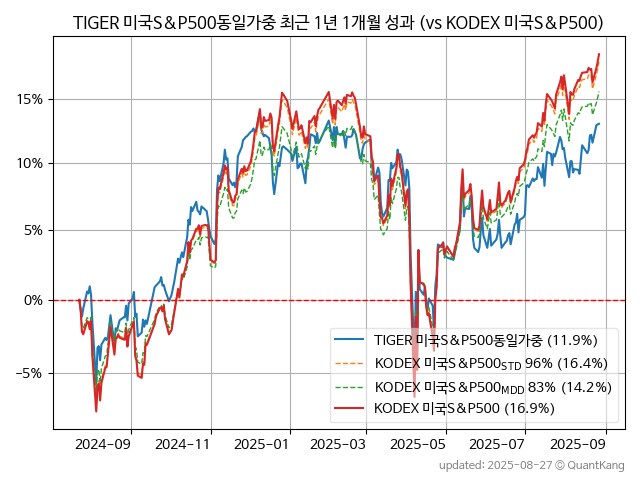 TIGER 미국S&P500동일가중 최근 1년 1개월 성과 (vs KODEX 미국S&P500)
15%
10%
5%
0%
−5%
TIGER 미국S&P500동일가중 (11.9%)
KODEX 미국S&P500STD 96% (16.4%)
KODEX 미국S&P500MDD 83% (14.2%)
KODEX 미국S&P500 (16.9%)
2024-09 2024-11 2025-01 2025-03 2025-05 2025-07 2025-09
updated: 2025-08-27 © QuantKang